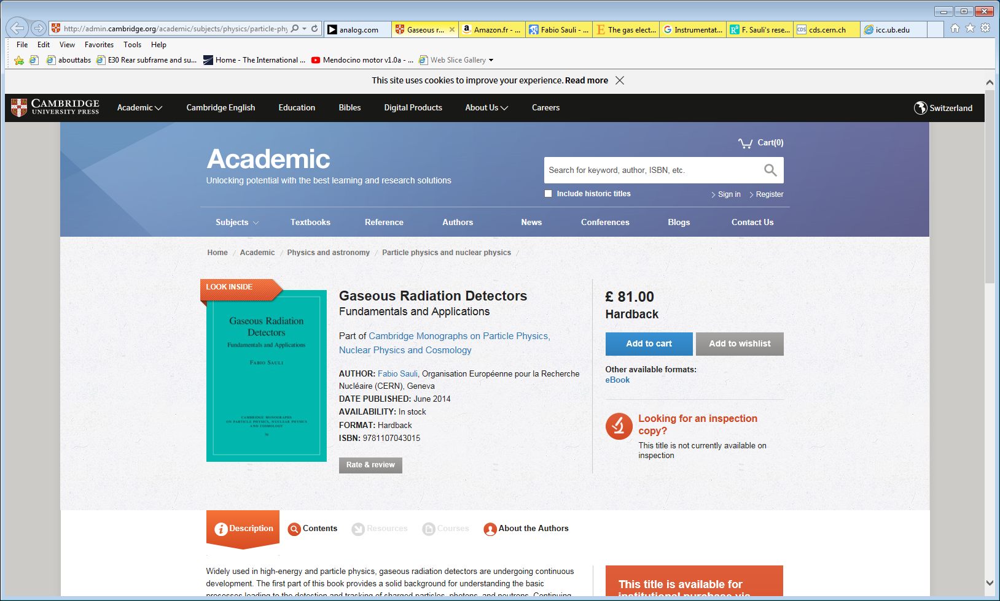 http://admin.cambridge.org/academic/subjects/physics/particle-phy
analog.com
Gaseous r...
Amazon.fr - ...
Fabio Sauli - ...
The gas elect...
Instrumentat...
F. Sauli's rese...
cds.cern.ch
icc.ub.edu
File Edit View Favorites Tools Help
abouttabs
E30 Rear subframe and su...
Home - The International ...
Mendocino motor v1.0a - ...
Web Slice Gallery
This site uses cookies to improve your experience. Read more
CAMBRIDGE
UNIVERSITY PRESS
Academic
Cambridge English
Education
Bibles
Digital Products
About Us
Careers
Switzerland
Cart(0)
Academic
Unlocking potential with the best learning and research solutions
Search for keyword, author, ISBN, etc.
Include historic titles
Sign in
Register
Subjects
Textbooks
Reference
Authors
News
Conferences
Blogs
Contact Us
Home / Academic / Physics and astronomy / Particle physics and nuclear physics /
LOOK INSIDE
Gaseous Radiation
Detectors
Fundamentals and Applications
FABIO SAULI
CAMBRIDGE MONOGRAPHS
ON PARTICLE PHYSICS, NUCLEAR PHYSICS
AND COSMOLOGY
Gaseous Radiation Detectors
Fundamentals and Applications
Part of Cambridge Monographs on Particle Physics,
Nuclear Physics and Cosmology
AUTHOR: Fabio Sauli, Organisation Européenne pour la Recherche
Nucléaire (CERN), Geneva
DATE PUBLISHED: June 2014
AVAILABILITY: In stock
FORMAT: Hardback
ISBN: 9781107043015
Rate & review
£ 81.00
Hardback
Add to cart
Add to wishlist
Other available formats:
eBook
Looking for an inspection
copy?
This title is not currently available on
inspection
Description
Contents
Resources
Courses
About the Authors
Widely used in high-energy and particle physics, gaseous radiation detectors are undergoing continuous
development. The first part of this book provides a solid background for understanding the basic
processes leading to the detection and tracking of charged particles, photons, and neutrons. Continuing
This title is available for
institutional purchase via